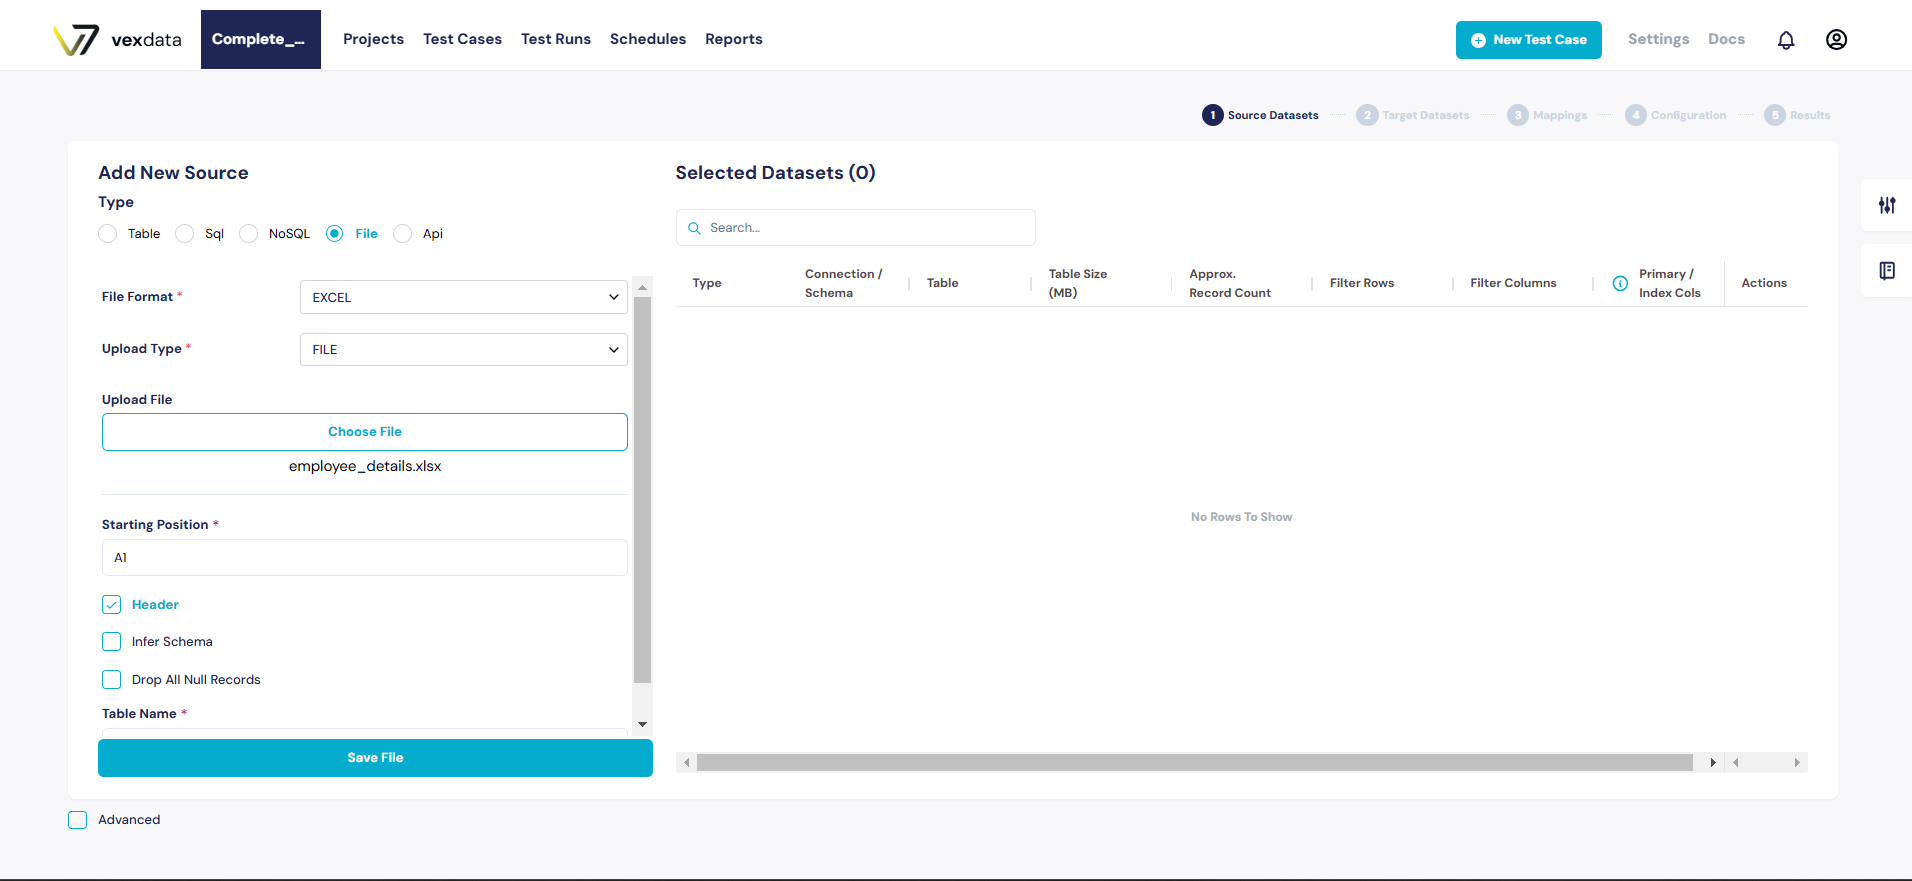 vexdata
Complete_...
Projects
Test Cases
Test Runs
Schedules
Reports
New Test Case
Settings
Docs
1 Source Datasets
2 Target Datasets
3 Mappings
4 Configuration
5 Results
Add New Source
Type
Table
Sql
NoSQL
File
Api
File Format *
EXCEL
Upload Type *
FILE
Upload File
Choose File
employee_details.xlsx
Starting Position *
A1
Header
Infer Schema
Drop All Null Records
Table Name *
Save File
Advanced
Selected Datasets (0)
Search...
Type
Connection /
Schema
Table
Table Size
(MB)
Approx.
Record Count
Filter Rows
Filter Columns
Primary /
Index Cols
Actions
No Rows To Show